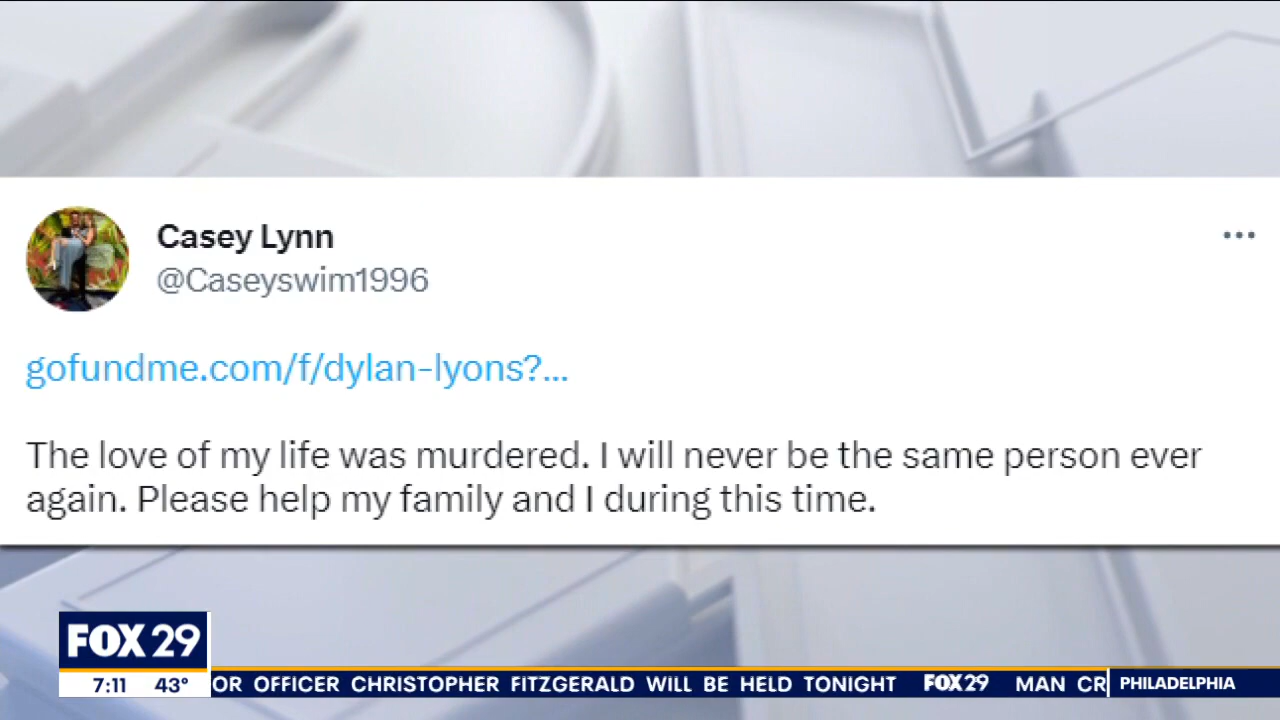 Casey Lynn
@Caseyswim1996
gofundme.com/f/dylan-lyons?...
The love of my life was murdered. I will never be the same person ever
again. Please help my family and I during this time.
FOX 29
7:11 43°
OR OFFICER CHRISTOPHER FITZGERALD WILL BE HELD TONIGHT FOX 29 MAN CR PHILADELPHIA